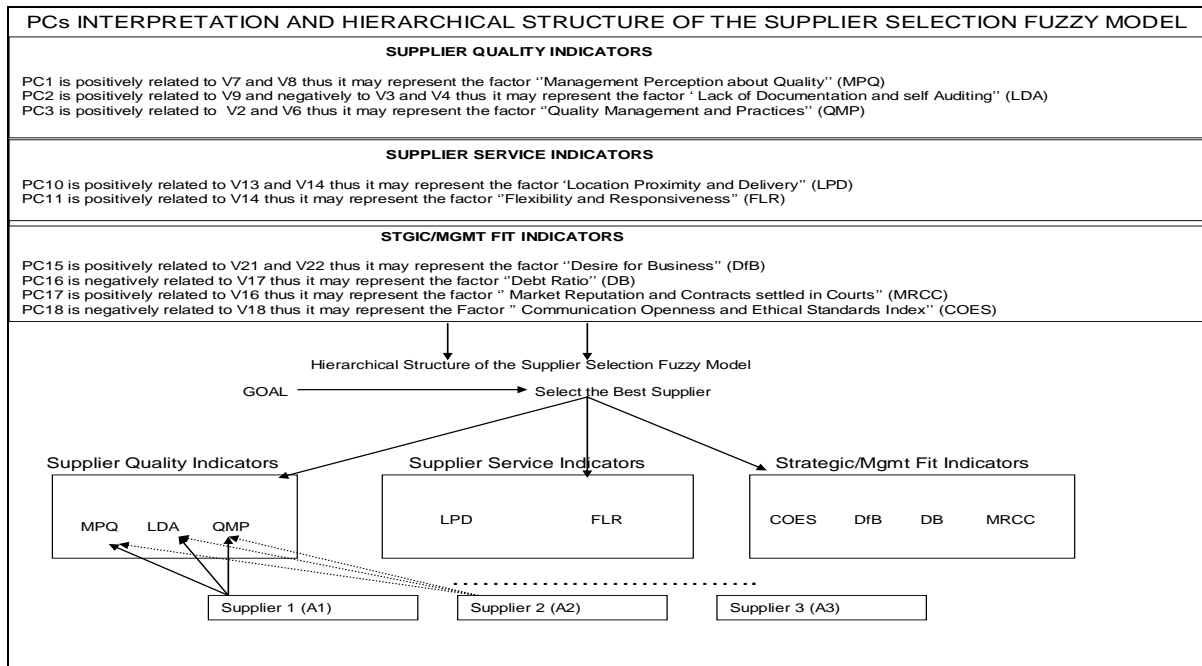 PCs INTERPRETATION AND HIERARCHICAL STRUCTURE OF THE SUPPLIER SELECTION FUZZY MODEL
SUPPLIER QUALITY INDICATORS
PC1 is positively related to V7 and V8 thus it may represent the factor ‘‘Management Perception about Quality’’ (MPQ)
PC2 is positively related to V9 and negatively to V3 and V4 thus it may represent the factor ‘ Lack of Documentation and self Auditing’’ (LDA)
PC3 is positively related to  V2 and V6 thus it may represent the factor ‘‘Quality Management and Practices’’ (QMP)
SUPPLIER SERVICE INDICATORS
PC10 is positively related to V13 and V14 thus it may represent the factor ‘Location Proximity and Delivery’’ (LPD)
PC11 is positively related to V14 thus it may represent the factor ‘‘Flexibility and Responsiveness’’ (FLR)
STGIC/MGMT FIT INDICATORS
PC15 is positively related to V21 and V22 thus it may represent the factor ‘‘Desire for Business’’ (DfB)
PC16 is negatively related to V17 thus it may represent the factor ‘‘Debt Ratio’’ (DB)
PC17 is positively related to V16 thus it may represent the factor ‘‘ Market Reputation and Contracts settled in Courts’’ (MRCC)
PC18 is negatively related to V18 thus it may represent the Factor ’’ Communication Openness and Ethical Standards Index’’ (COES)
Hierarchical Structure of the Supplier Selection Fuzzy Model
GOAL Select the Best Supplier
Supplier Quality Indicators Supplier Service Indicators Strategic/Mgmt Fit Indicators
MPQ LDA QMP LPD FLR COES DfB DB MRCC
Supplier 1 (A1) Supplier 2 (A2) Supplier 3 (A3)